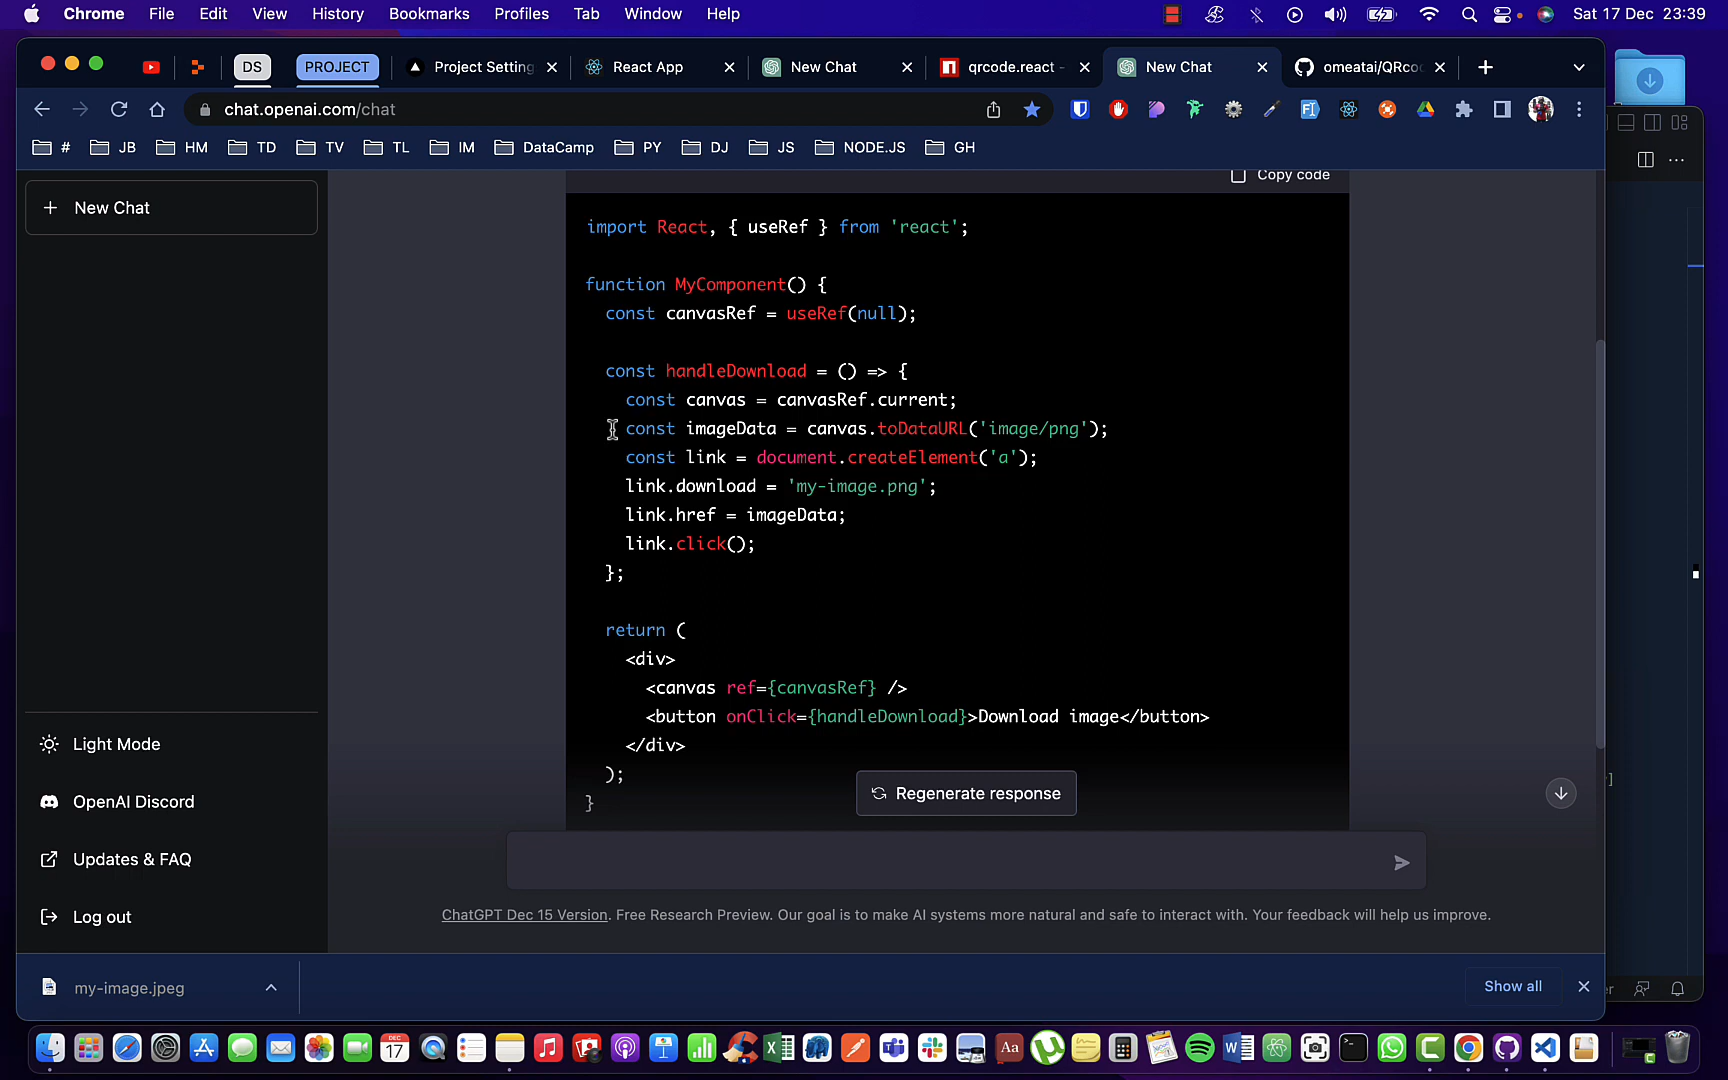 Chrome File Edit View History Bookmarks Profiles Tab Window Help Sat 17 Dec 23:39
DS PROJECT Project Setting React App New Chat qrcode.react - New Chat omeatai/QRco
chat.openai.com/chat
# JB HM TD TV TL IM DataCamp PY DJ JS NODE.JS GH
New Chat
Copy code
import React, { useRef } from 'react';
function MyComponent() {
const canvasRef = useRef(null);
const handleDownload = () => {
const canvas = canvasRef.current;
const imageData = canvas.toDataURL('image/png');
const link = document.createElement('a');
link.download = 'my-image.png';
link.href = imageData;
link.click();
};
return (
<div>
<canvas ref={canvasRef} />
<button onClick={handleDownload}>Download image</button>
</div>
);
}
Regenerate response
Light Mode
OpenAI Discord
Updates & FAQ
Log out
ChatGPT Dec 15 Version. Free Research Preview. Our goal is to make AI systems more natural and safe to interact with. Your feedback will help us improve.
my-image.jpeg
Show all
DEC
17
Aa